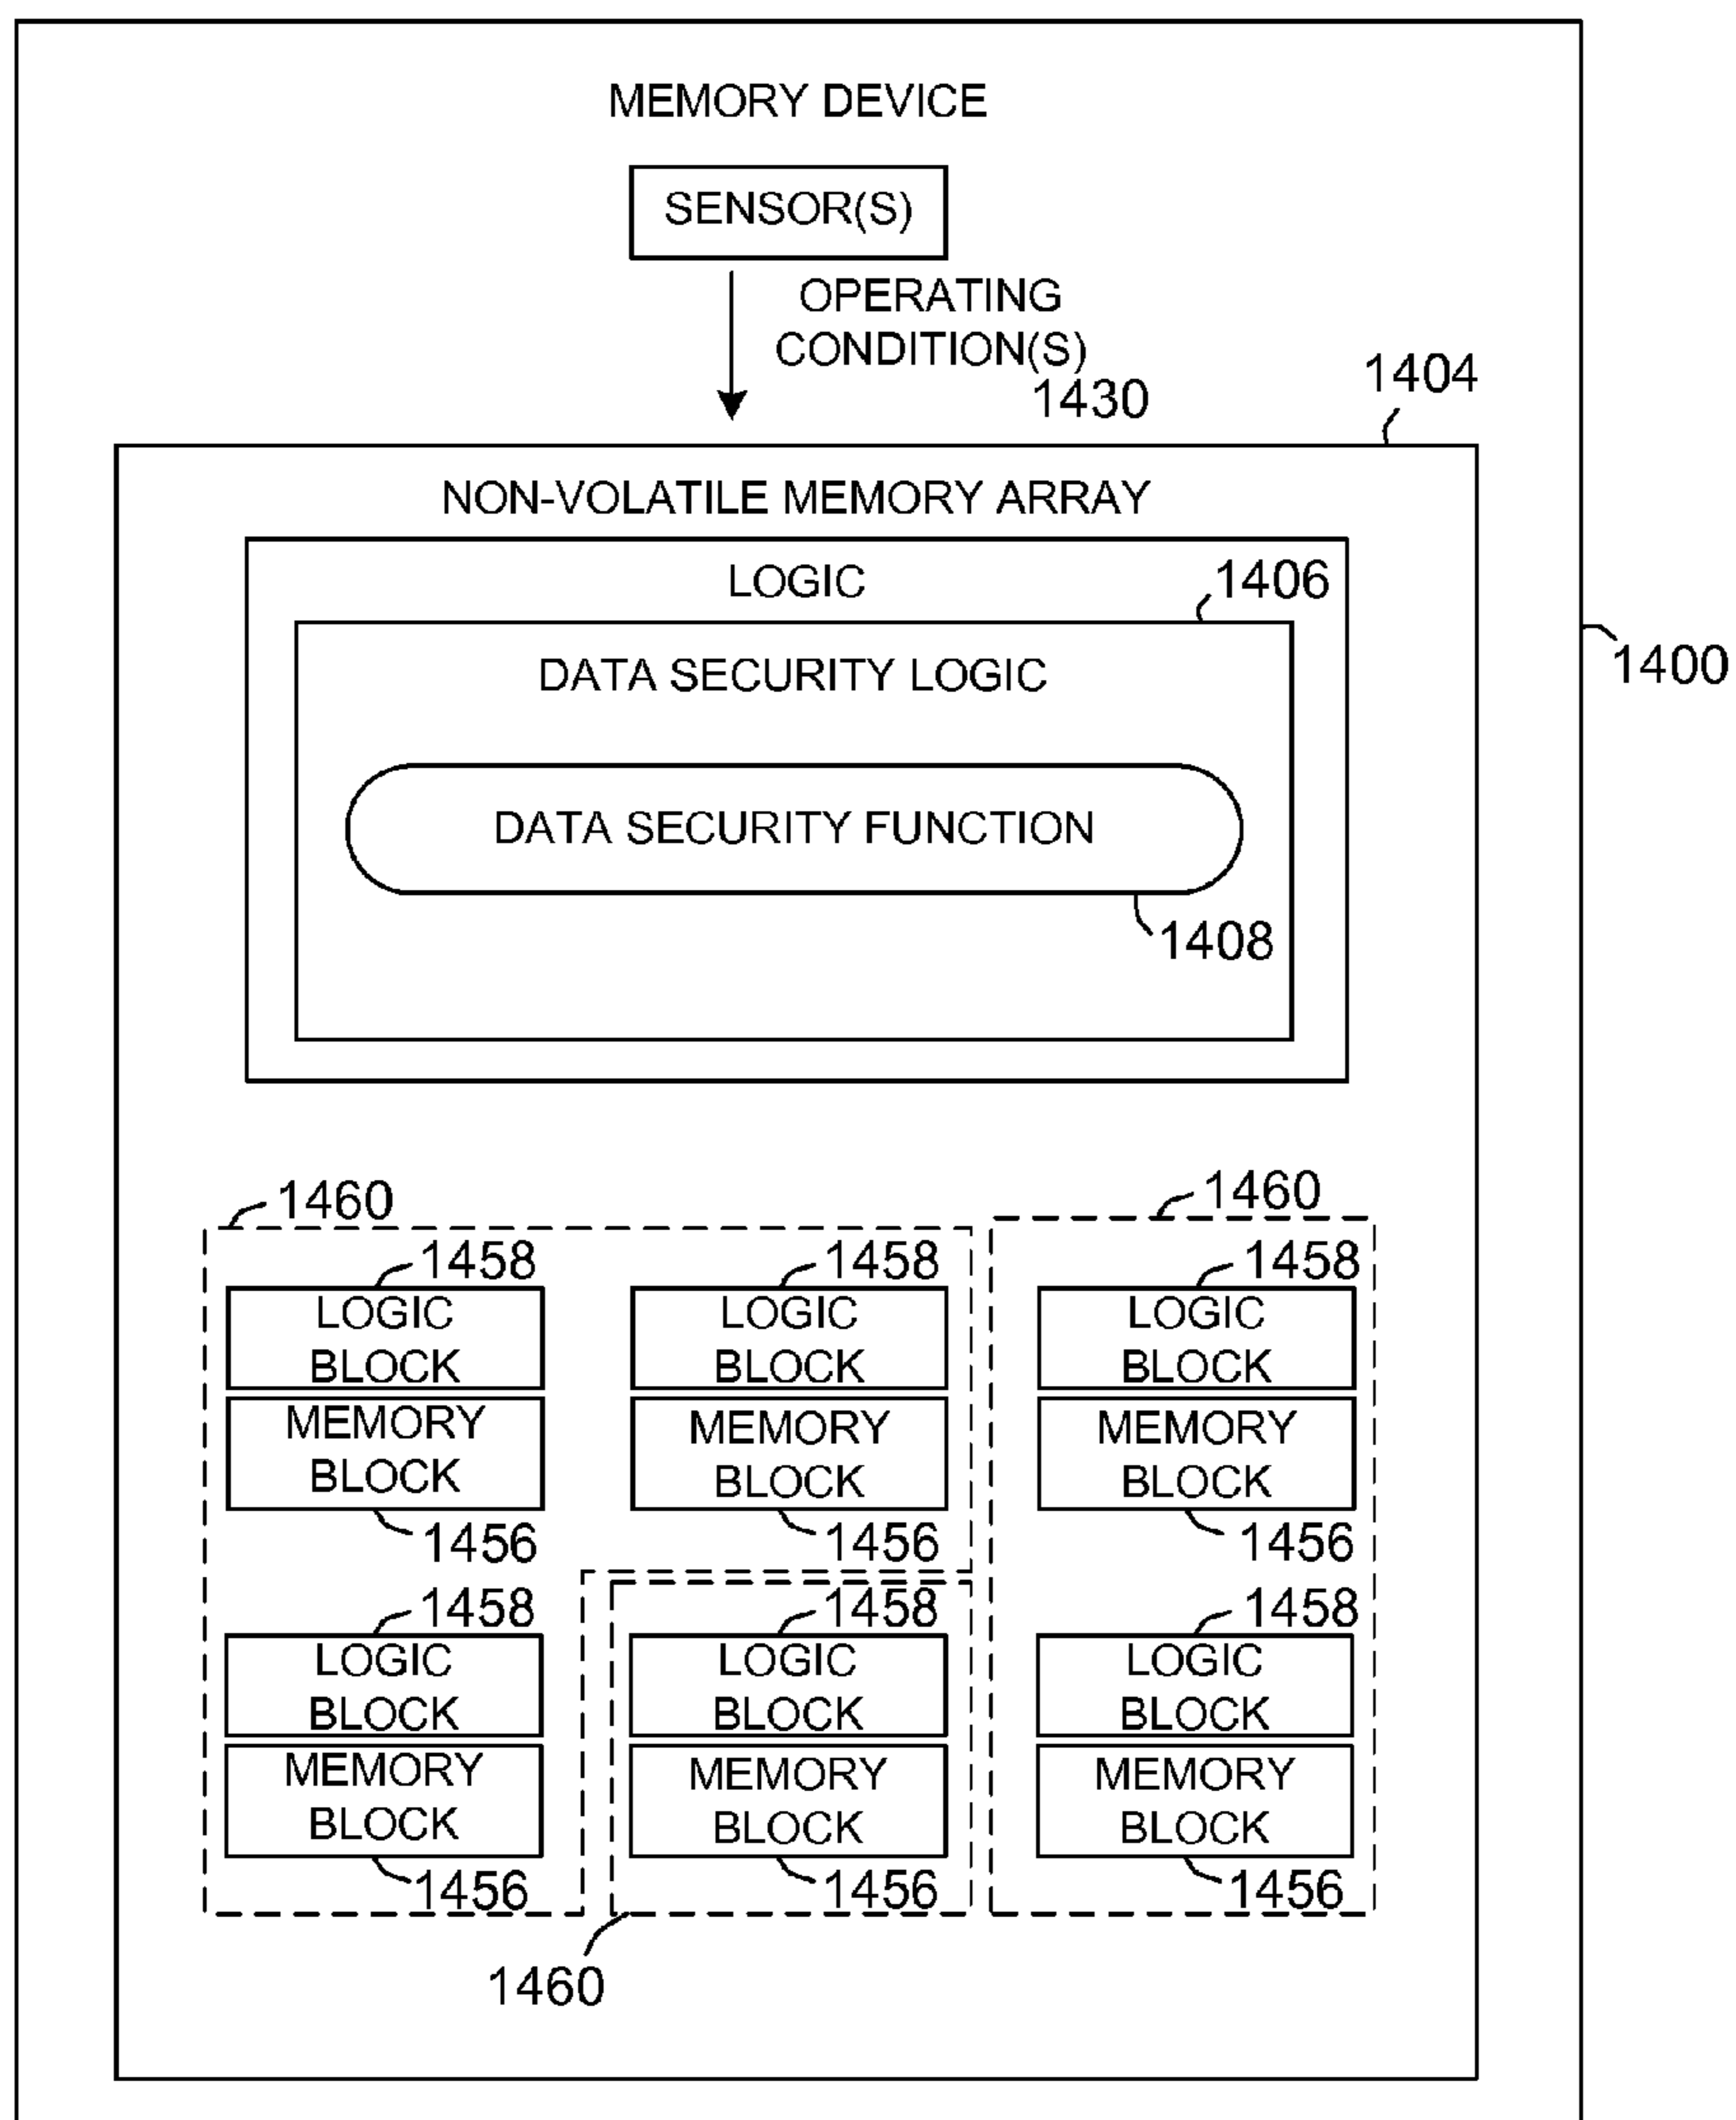 MEMORY DEVICE
SENSOR(S)
OPERATING
CONDITION(S)
1430
1404
NON-VOLATILE MEMORY ARRAY
LOGIC
1406
DATA SECURITY LOGIC
1400
DATA SECURITY FUNCTION
1408
1460
1460
1458
1458
1458
LOGIC
BLOCK
LOGIC
BLOCK
LOGIC
BLOCK
MEMORY
BLOCK
MEMORY
BLOCK
MEMORY
BLOCK
1456
1456
1456
1458
1458
1458
LOGIC
BLOCK
LOGIC
BLOCK
LOGIC
BLOCK
MEMORY
BLOCK
MEMORY
BLOCK
MEMORY
BLOCK
1456
1456
1456
1460